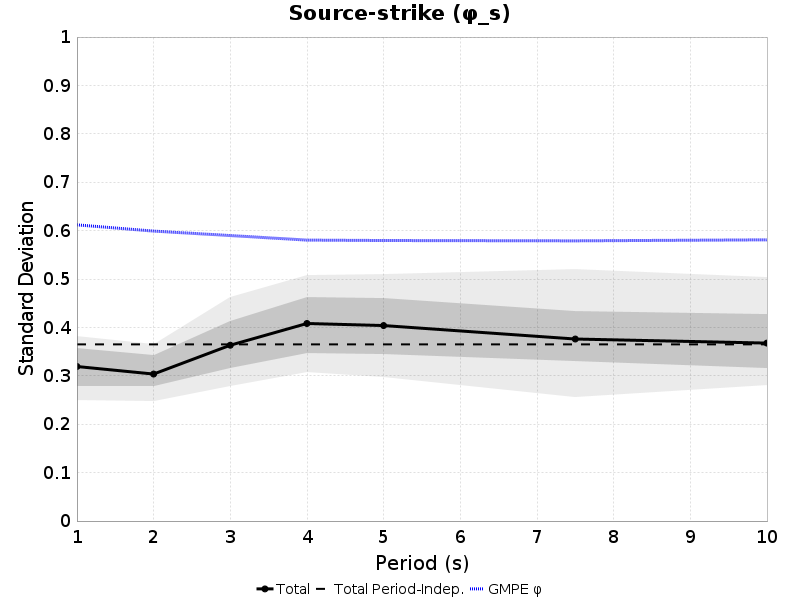 Source-strike (φ_s)
1
0.9
0.8
0.7
0.6
0.5
0.4
0.3
0.2
0.1
0
Standard Deviation
1 2 3 4 5 6 7 8 9 10
Period (s)
Total Total Period-Indep. GMPE φ